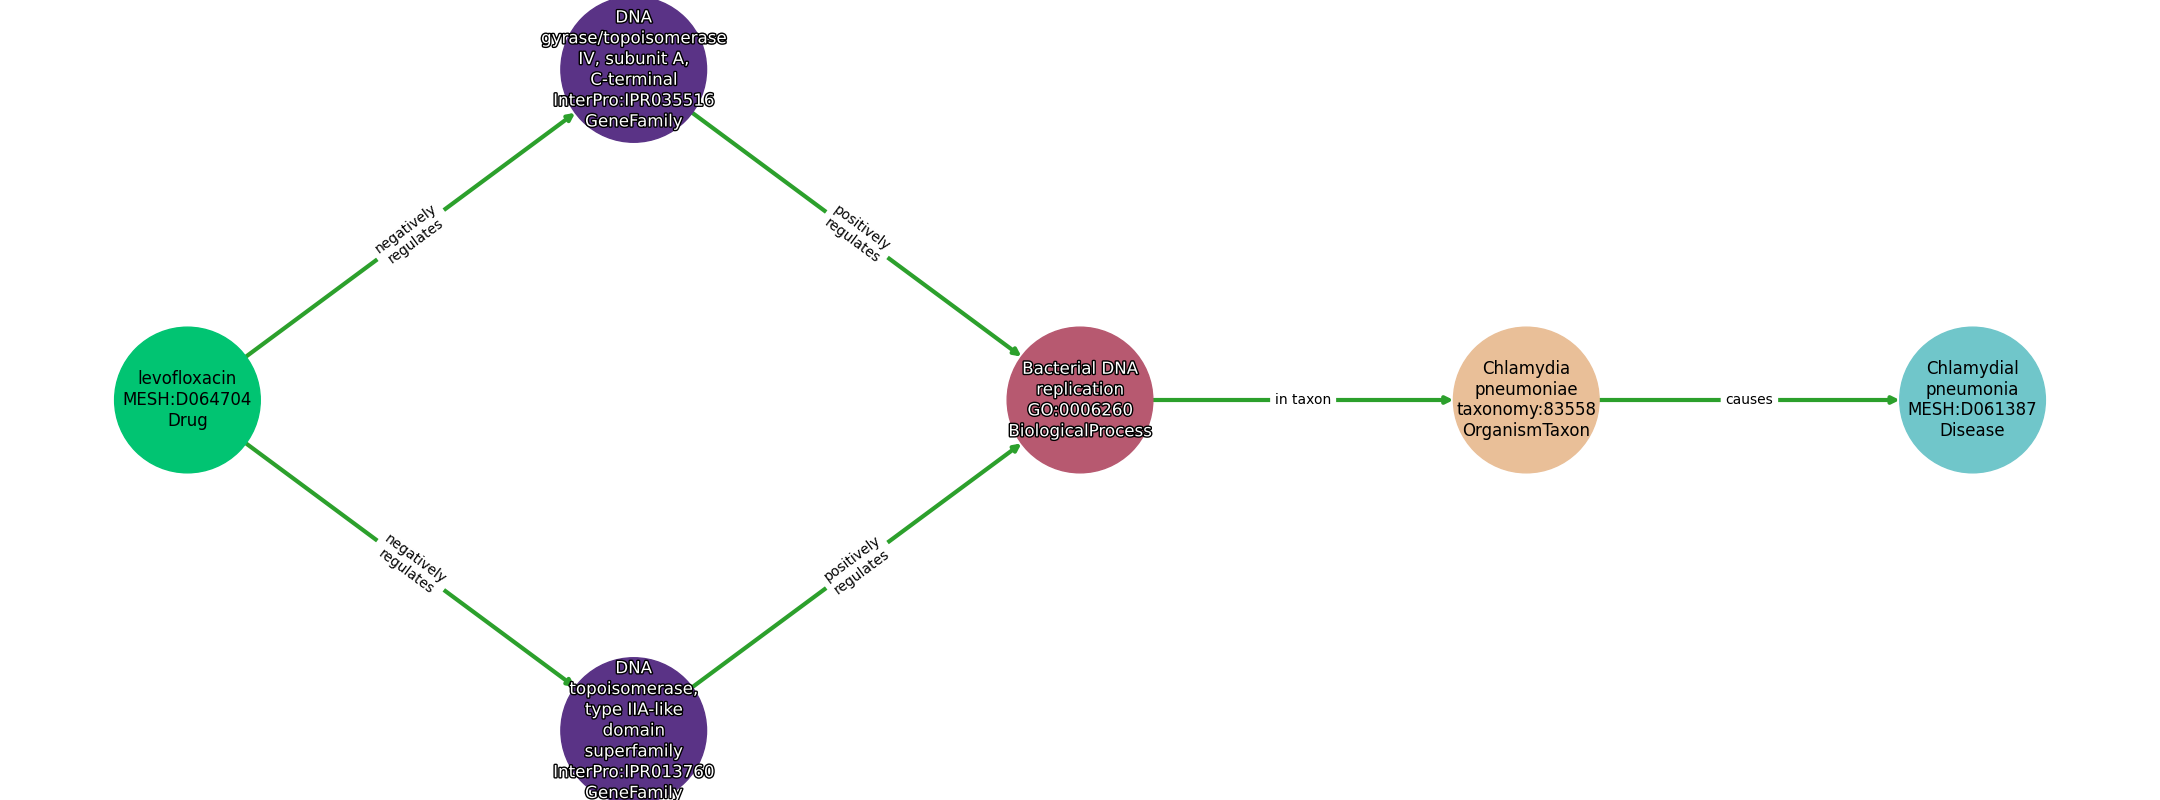 DNA
gyrase/topoisomerase
IV, subunit A,
C-terminal
InterPro:IPR035516
GeneFamily
negatively
regulates
positively
regulates
levofloxacin
MESH:D064704
Drug
Bacterial DNA
replication
GO:0006260
BiologicalProcess
in taxon
Chlamydia
pneumoniae
taxonomy:83558
OrganismTaxon
causes
Chlamydial
pneumonia
MESH:D061387
Disease
negatively
regulates
positively
regulates
DNA
topoisomerase,
type IIA-like
domain
superfamily
InterPro:IPR013760
GeneFamily